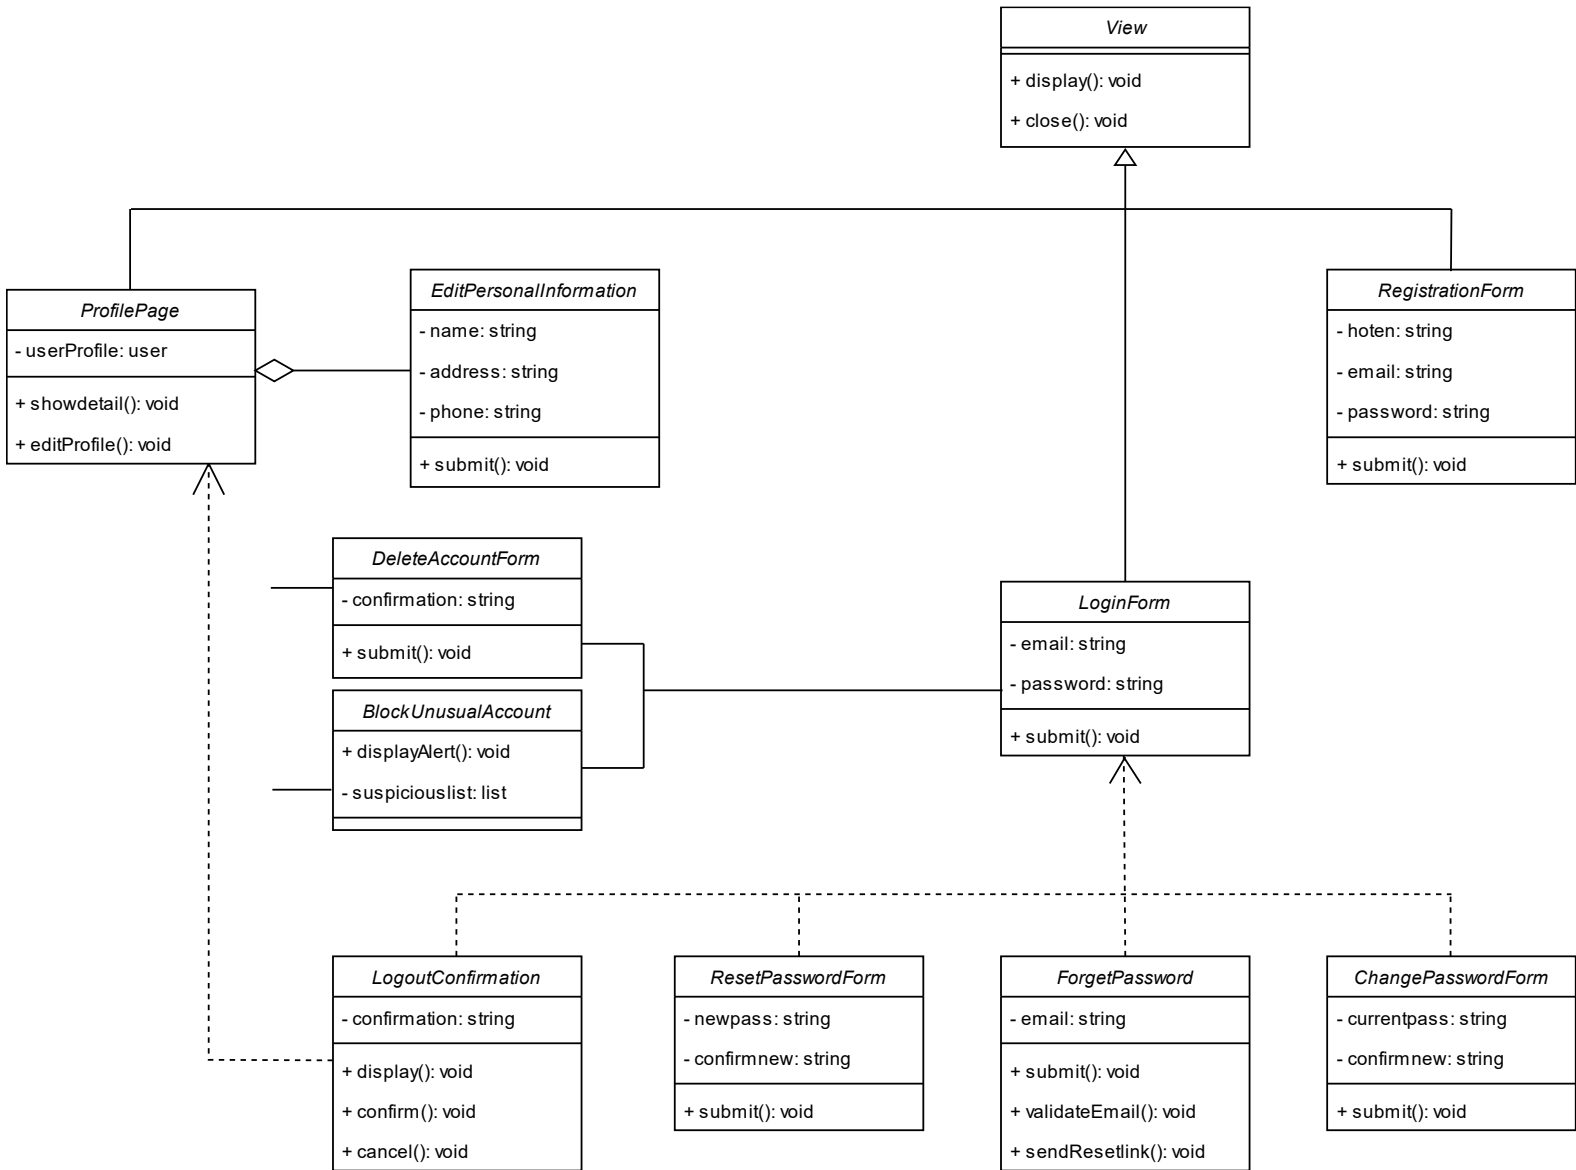 View
+ display(): void
+ close(): void
ProfilePage
- userProfile: user
+ showdetail(): void
+ editProfile(): void
EditPersonalInformation
- name: string
- address: string
- phone: string
+ submit(): void
RegistrationForm
- hoten: string
- email: string
- password: string
+ submit(): void
DeleteAccountForm
- confirmation: string
+ submit(): void
BlockUnusualAccount
+ displayAlert(): void
- suspiciouslist: list
LoginForm
- email: string
- password: string
+ submit(): void
LogoutConfirmation
- confirmation: string
+ display(): void
+ confirm(): void
+ cancel(): void
ResetPasswordForm
- newpass: string
- confirmnew: string
+ submit(): void
ForgetPassword
- email: string
+ submit(): void
+ validateEmail(): void
+ sendResetlink(): void
ChangePasswordForm
- currentpass: string
- confirmnew: string
+ submit(): void